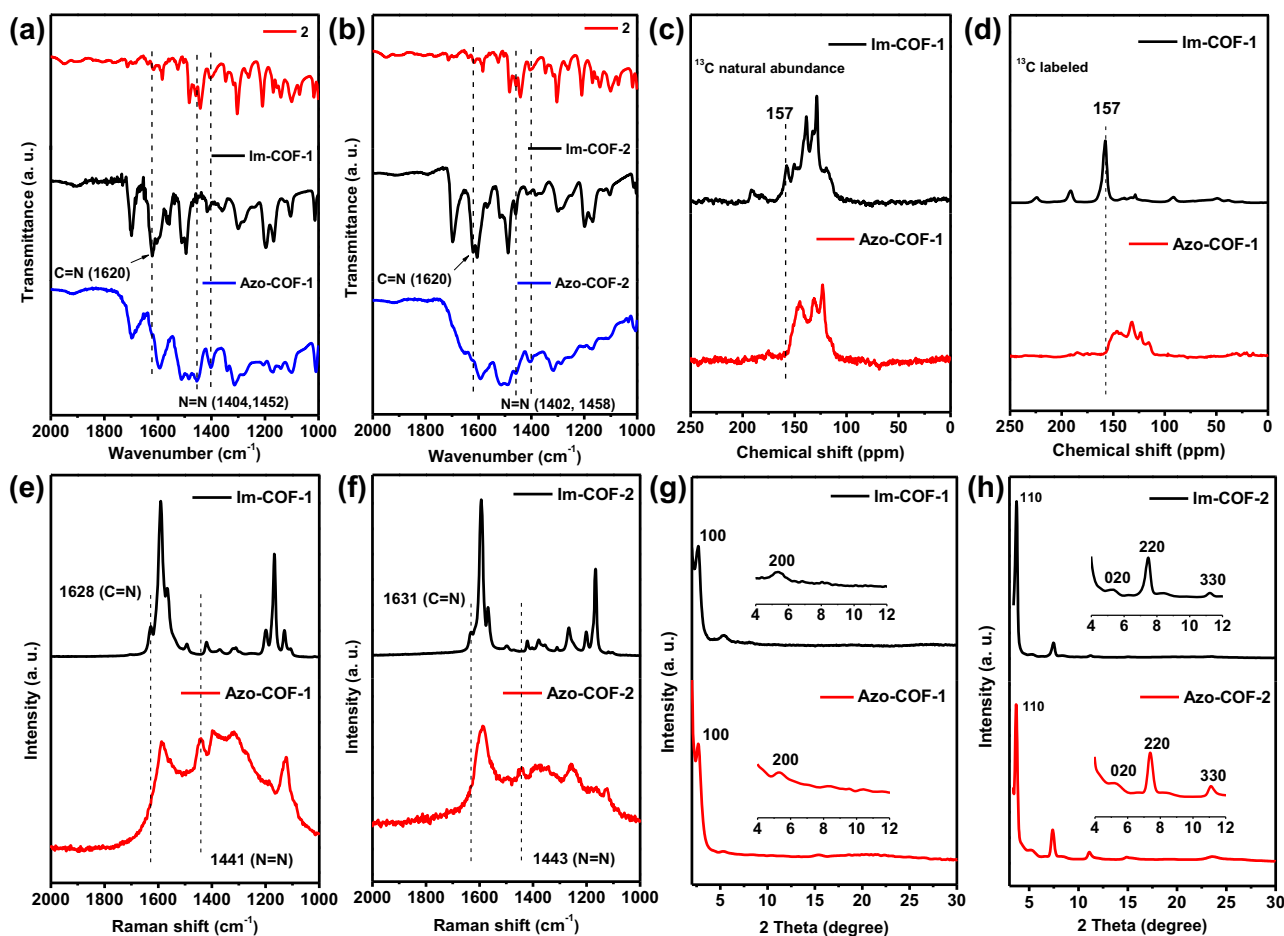 (a)
2
Im-COF-1
C=N (1620)
Azo-COF-1
N=N (1404,1452)
Transmittance (a. u.)
2000 1800 1600 1400 1200 1000
Wavenumber (cm⁻¹)
(b)
2
Im-COF-2
C=N (1620)
Azo-COF-2
N=N (1402, 1458)
Transmittance (a. u.)
2000 1800 1600 1400 1200 1000
Wavenumber (cm⁻¹)
(c)
Im-COF-1
¹³C natural abundance
157
Azo-COF-1
250 200 150 100 50 0
Chemical shift (ppm)
(d)
Im-COF-1
¹³C labeled
157
Azo-COF-1
250 200 150 100 50 0
Chemical shift (ppm)
(e)
Im-COF-1
1628 (C=N)
Azo-COF-1
1441 (N=N)
Intensity (a. u.)
2000 1800 1600 1400 1200 1000
Raman shift (cm⁻¹)
(f)
Im-COF-2
1631 (C=N)
Azo-COF-2
1443 (N=N)
Intensity (a. u.)
2000 1800 1600 1400 1200 1000
Raman shift (cm⁻¹)
(g)
Im-COF-1
100
200
4 6 8 10 12
Azo-COF-1
100
200
4 6 8 10 12
Intensity (a. u.)
5 10 15 20 25 30
2 Theta (degree)
(h)
Im-COF-2
110
020
220
330
4 6 8 10 12
Azo-COF-2
110
020
220
330
4 6 8 10 12
Intensity (a. u.)
5 10 15 20 25 30
2 Theta (degree)